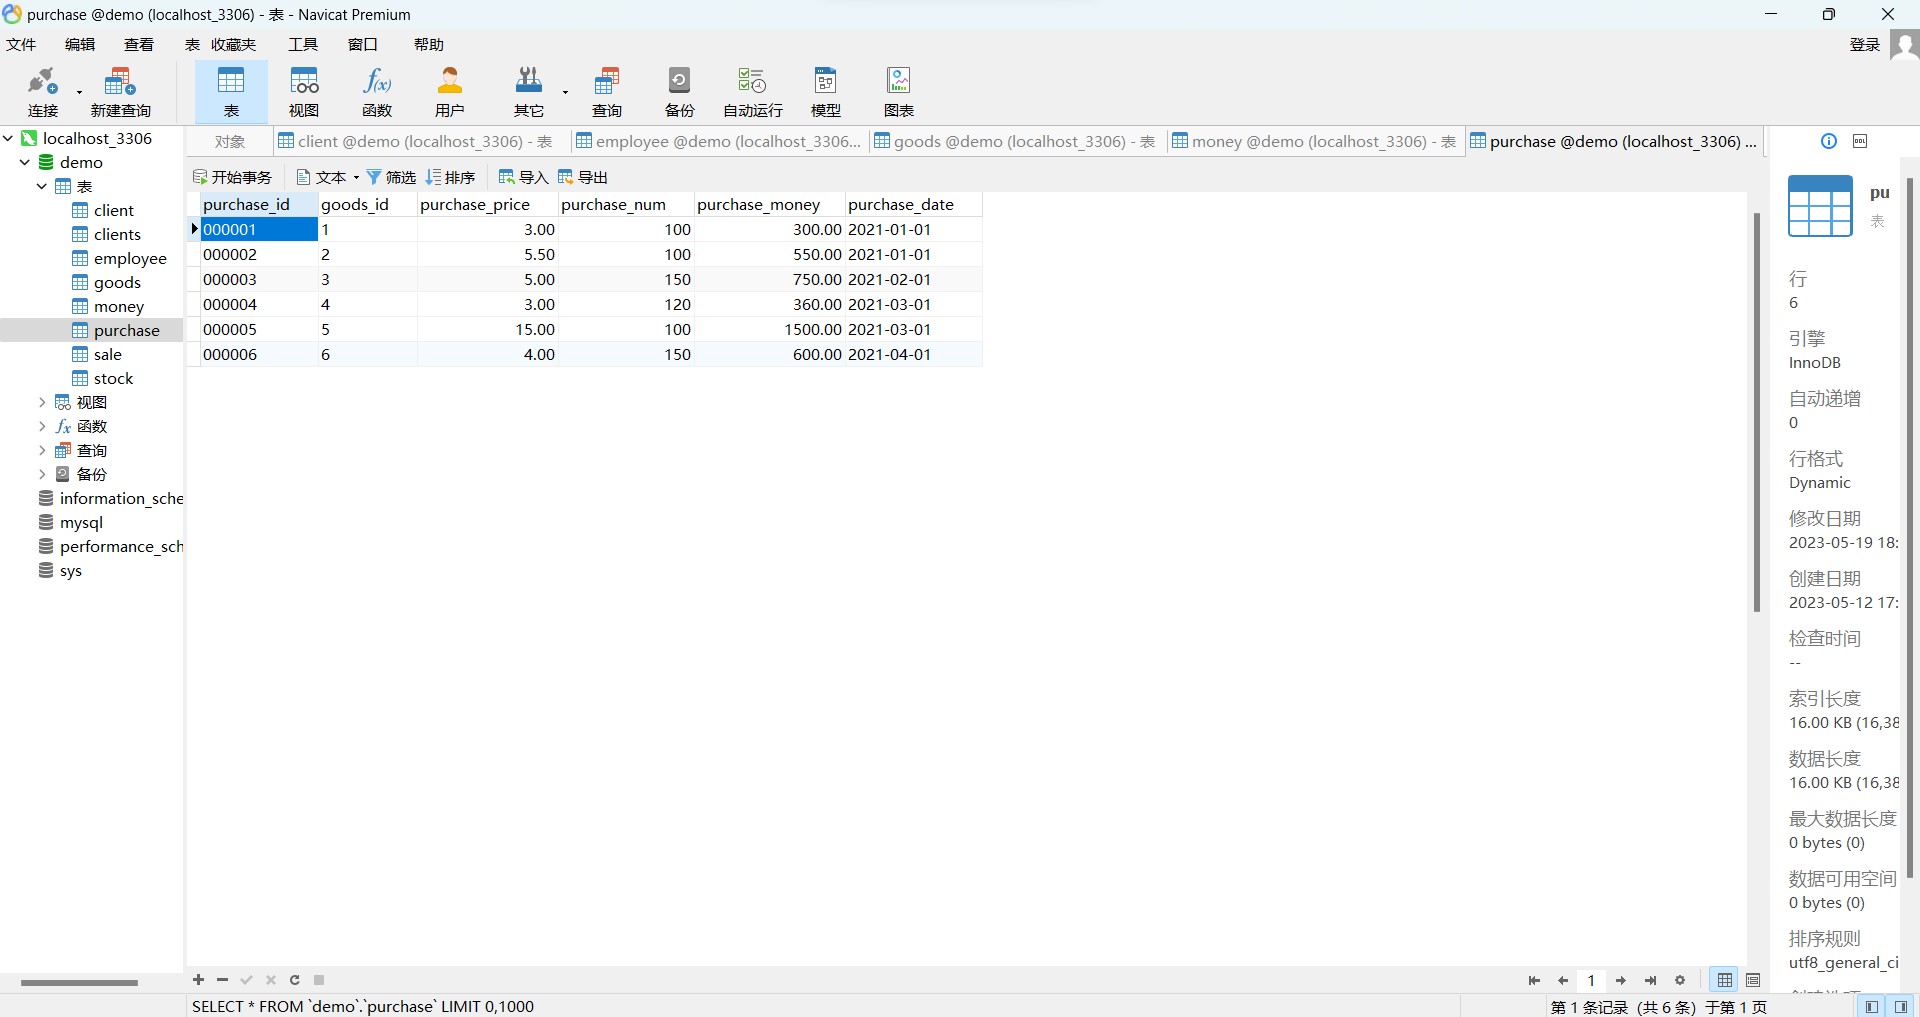 purchase @demo (localhost_3306) - 表 - Navicat Premium
文件 编辑 查看 表 收藏夹 工具 窗口 帮助 登录
连接 新建查询 表 视图 函数 用户 其它 查询 备份 自动运行 模型 图表
对象 client @demo (localhost_3306) - 表 employee @demo (localhost_3306... goods @demo (localhost_3306) - 表 money @demo (localhost_3306) - 表 purchase @demo (localhost_3306) ...
开始事务 文本 筛选 排序 导入 导出
localhost_3306
demo
表
client
clients
employee
goods
money
purchase
sale
stock
视图
函数
查询
备份
information_sche
mysql
performance_sch
sys
purchase_id goods_id purchase_price purchase_num purchase_money purchase_date
000001 1 3.00 100 300.00 2021-01-01
000002 2 5.50 100 550.00 2021-01-01
000003 3 5.00 150 750.00 2021-02-01
000004 4 3.00 120 360.00 2021-03-01
000005 5 15.00 100 1500.00 2021-03-01
000006 6 4.00 150 600.00 2021-04-01
DDL
pu
表
行
6
引擎
InnoDB
自动递增
0
行格式
Dynamic
修改日期
2023-05-19 18:
创建日期
2023-05-12 17:
检查时间
--
索引长度
16.00 KB (16,38
数据长度
16.00 KB (16,38
最大数据长度
0 bytes (0)
数据可用空间
0 bytes (0)
排序规则
utf8_general_ci
1
SELECT * FROM `demo`.`purchase` LIMIT 0,1000
第 1 条记录 (共 6 条) 于第 1 页